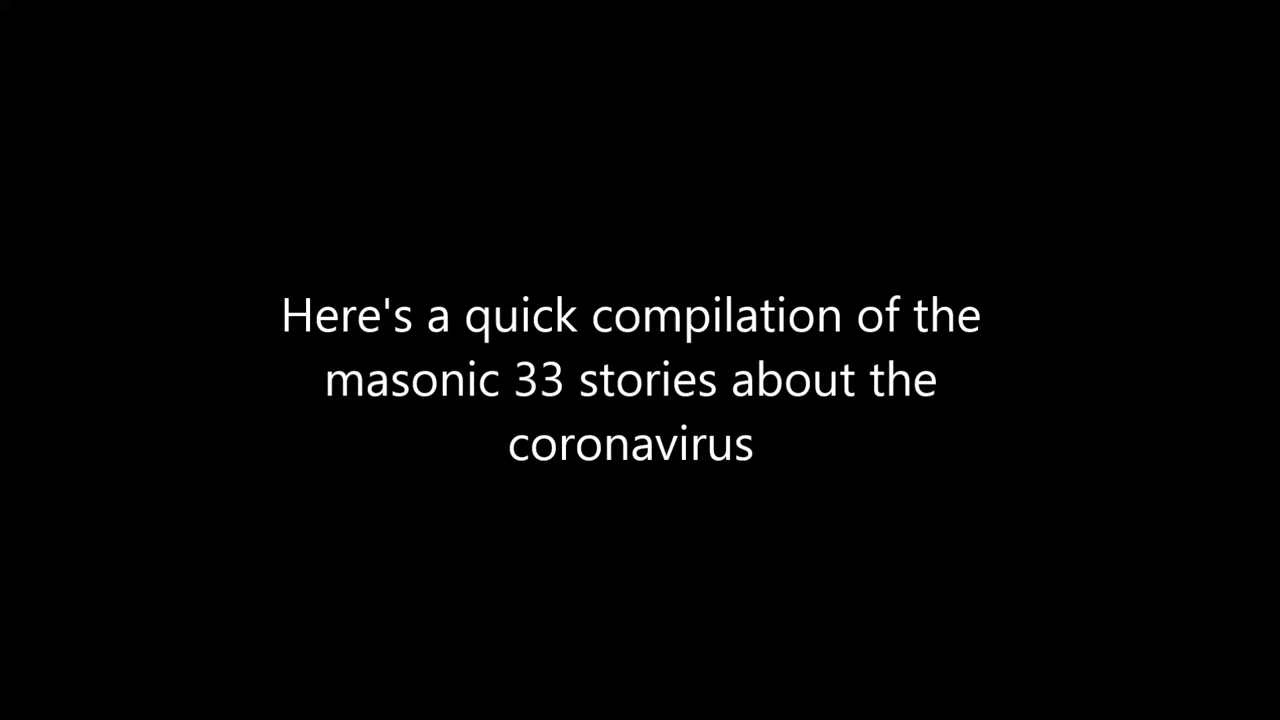 Here's a quick compilation of the
masonic 33 stories about the
coronavirus